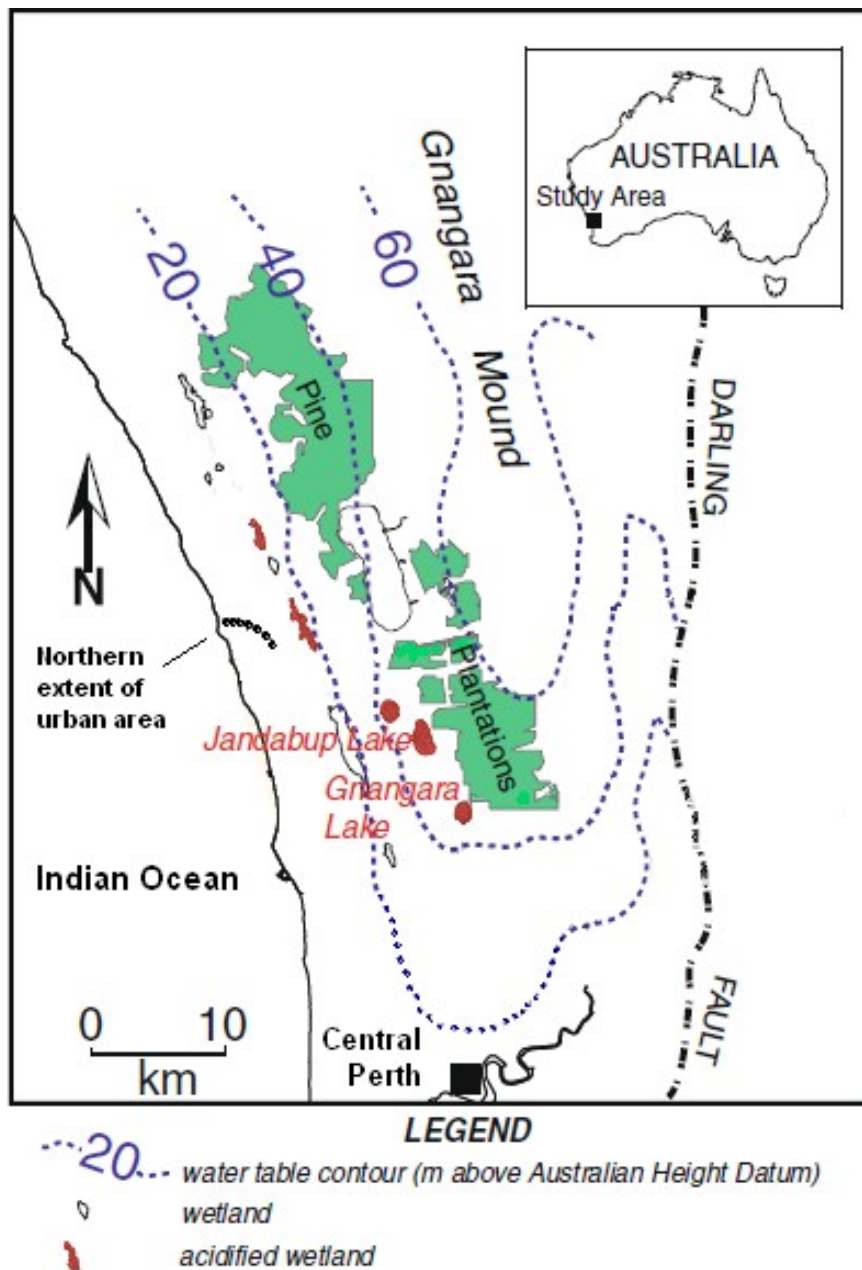 AUSTRALIA
Study Area
Gnangara
Mound
20
40
60
Pine
DARLING
N
Northern
extent of
urban area
Plantations
Jandabup Lake
Gnangara
Lake
Indian Ocean
FAULT
0 10
km
Central
Perth
LEGEND
20 water table contour (m above Australian Height Datum)
wetland
acidified wetland